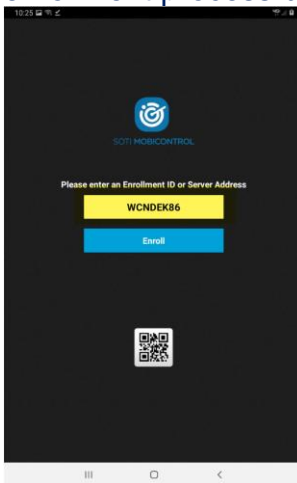 10:25
SOTI MOBICONTROL
Please enter an Enrollment ID or Server Address
WCNDEK86
Enroll